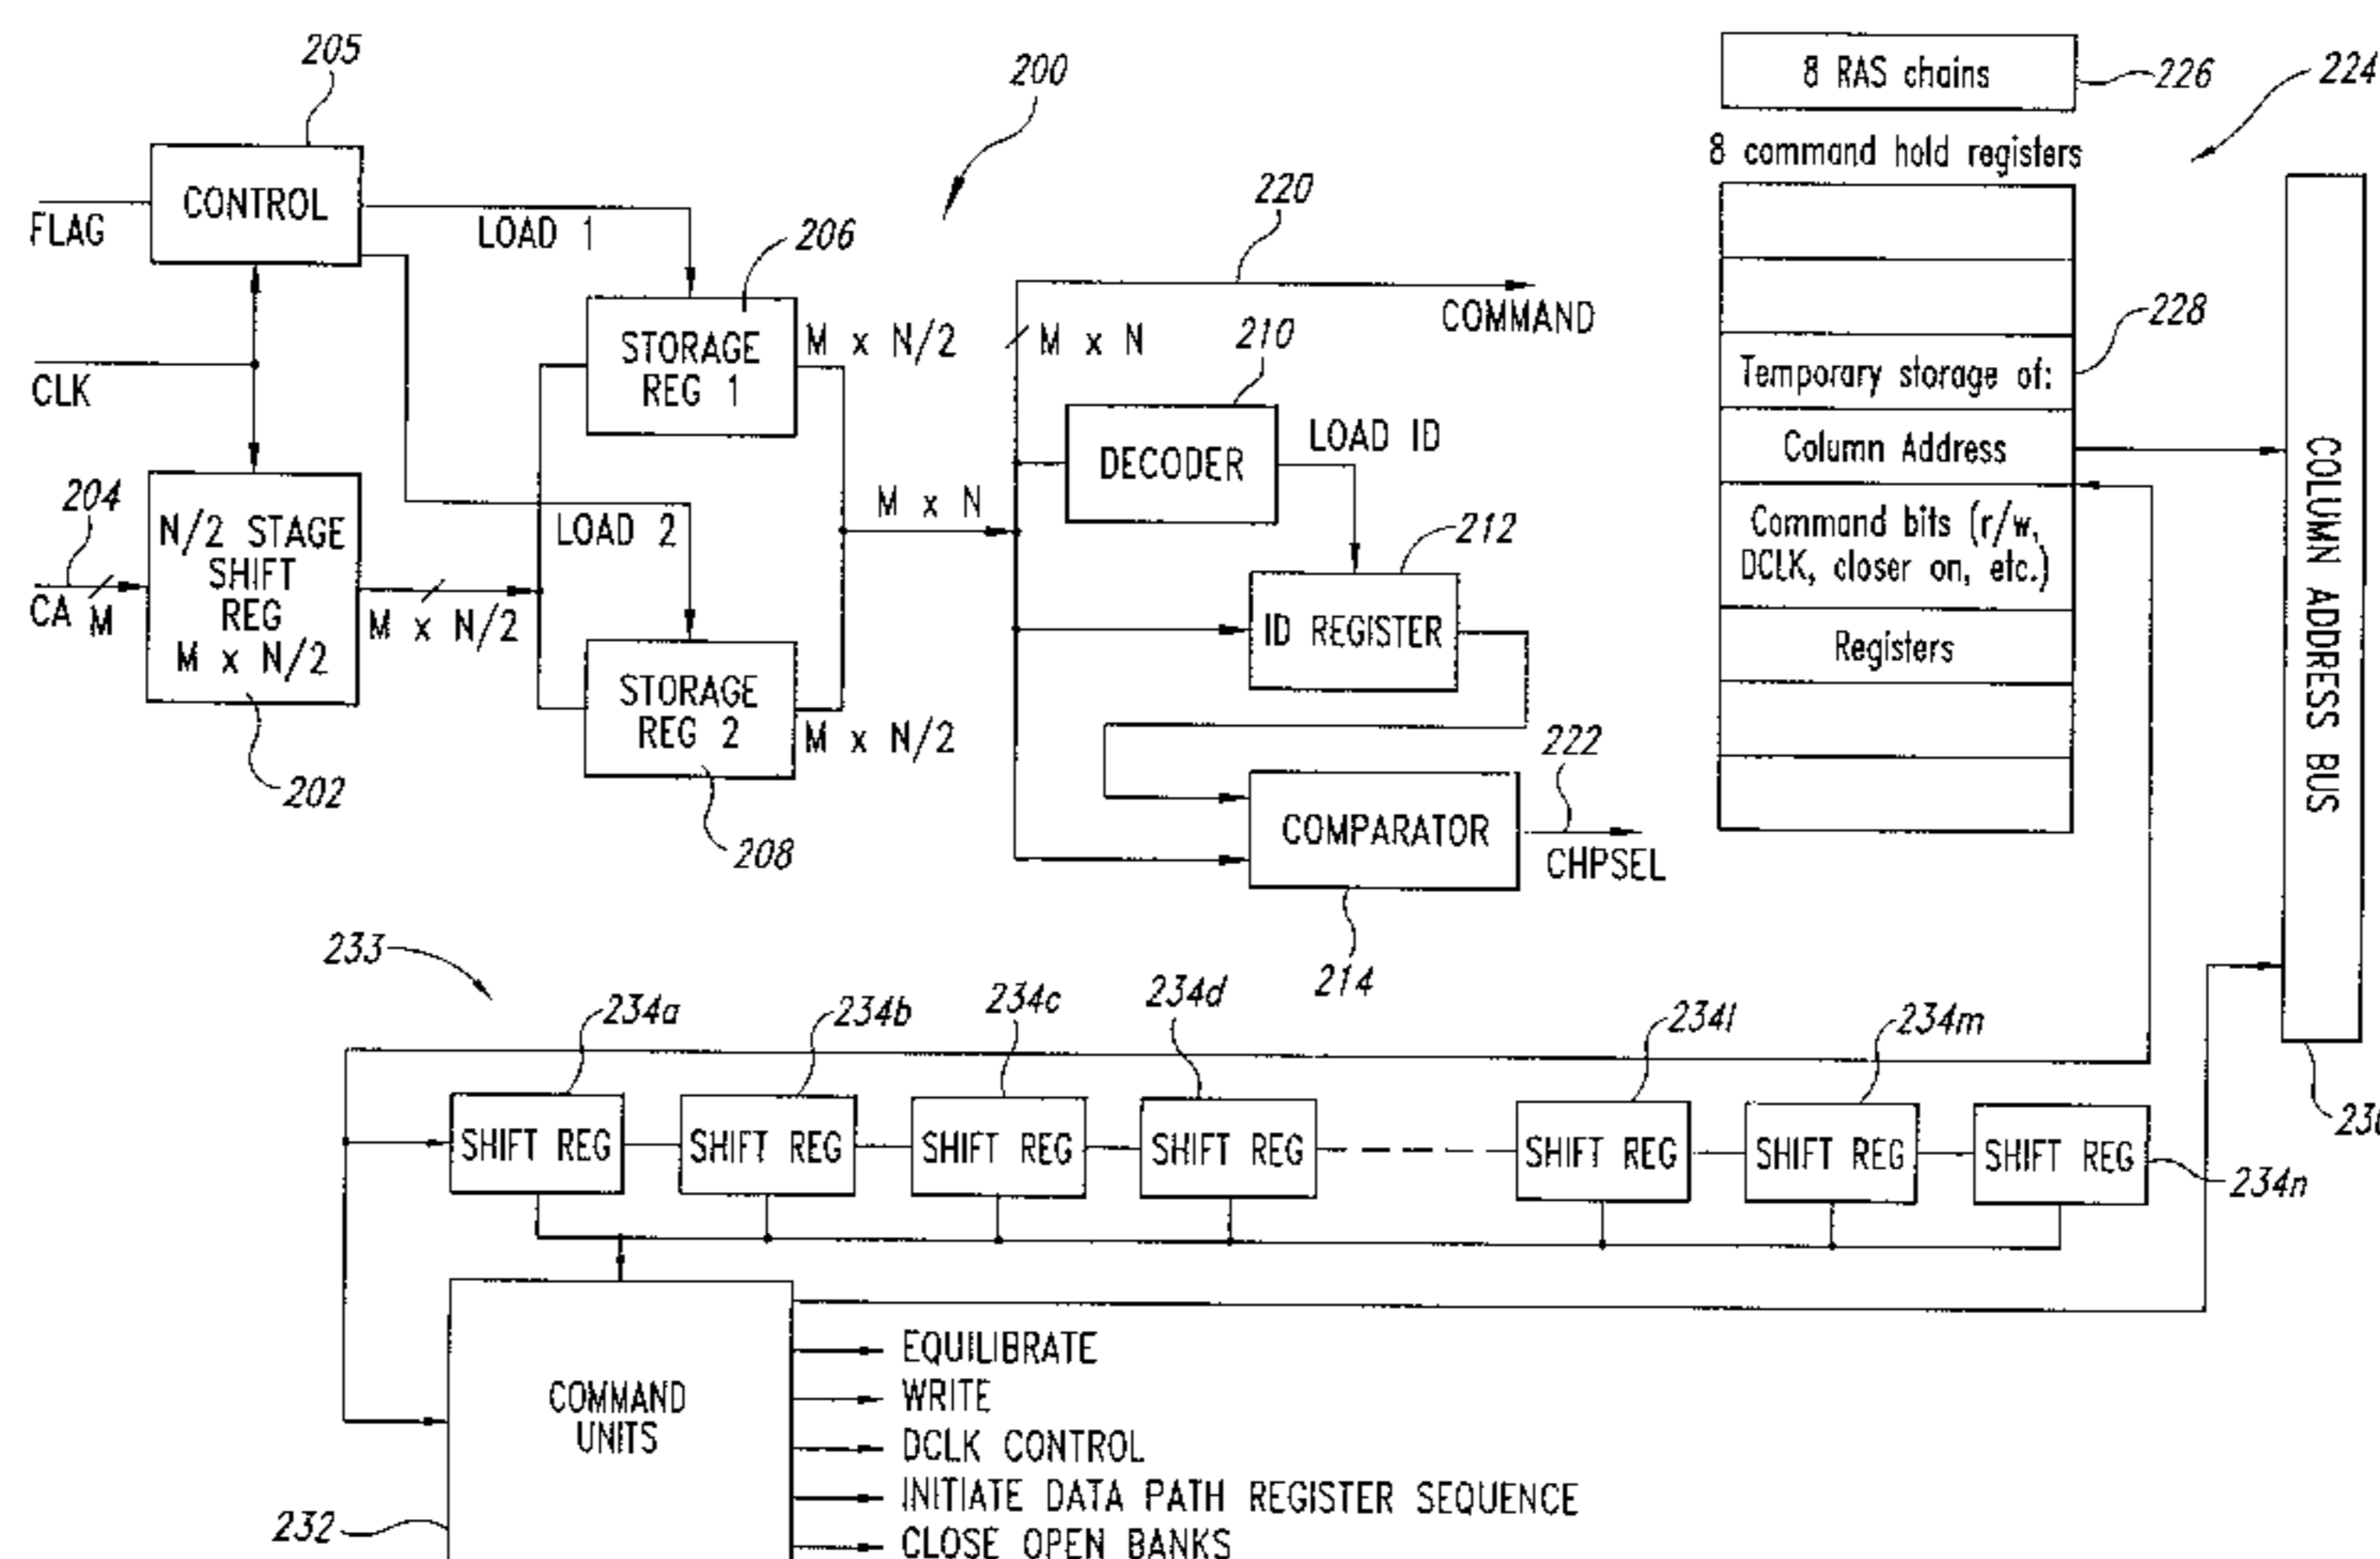 205
200
8 RAS chains
226
224
8 command hold registers
CONTROL
FLAG
LOAD 1
206
220
COMMAND
STORAGE
REG 1
M x N/2
M x N
210
228
Temporary storage of:
CLK
DECODER
LOAD ID
Column Address
204
N/2 STAGE
SHIFT
REG
M x N/2
CA M
M x N/2
LOAD 2
M x N
212
Command bits (r/w,
DCLK, closer on, etc.)
ID REGISTER
Registers
STORAGE
REG 2
M x N/2
202
208
222
COMPARATOR
CHPSEL
214
COLUMN ADDRESS BUS
233
234a
234b
234c
234d
234l
234m
SHIFT REG
SHIFT REG
SHIFT REG
SHIFT REG
SHIFT REG
SHIFT REG
SHIFT REG
234n
COMMAND
UNITS
232
EQUILIBRATE
WRITE
DCLK CONTROL
INITIATE DATA PATH REGISTER SEQUENCE
CLOSE OPEN BANKS